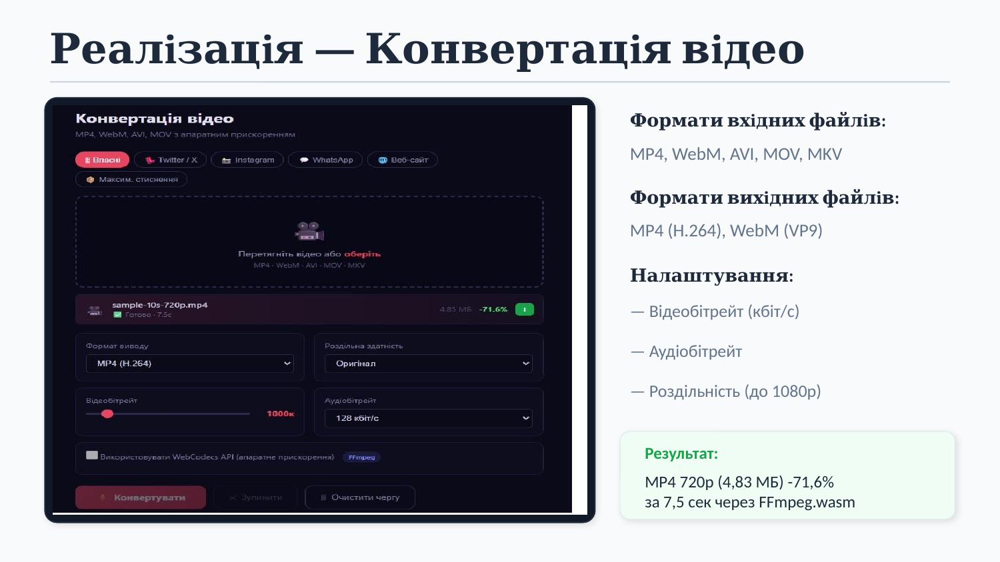 Реалізація — Конвертація відео
Конвертація відео
MP4, WebM, AVI, MOV з апаратним прискоренням
Власні
Twitter / X
Instagram
WhatsApp
Веб-сайт
Максим. стиснення
Перетягніть відео або оберіть
MP4 · WebM · AVI · MOV · MKV
sample-10s-720p.mp4
Готово · 7.5с
4.85 МБ -71.6%
Формат виводу
MP4 (H.264)
Роздільна здатність
Оригінал
Відеобітрейт
1000к
Аудіобітрейт
128 кбіт/с
Використовувати WebCodecs API (апаратне прискорення) FFmpeg
Конвертувати
Зупинити
Очистити чергу
Формати вхідних файлів:
MP4, WebM, AVI, MOV, MKV
Формати вихідних файлів:
MP4 (H.264), WebM (VP9)
Налаштування:
— Відеобітрейт (кбіт/с)
— Аудіобітрейт
— Роздільність (до 1080p)
Результат:
MP4 720p (4,83 МБ) -71,6%
за 7,5 сек через FFmpeg.wasm